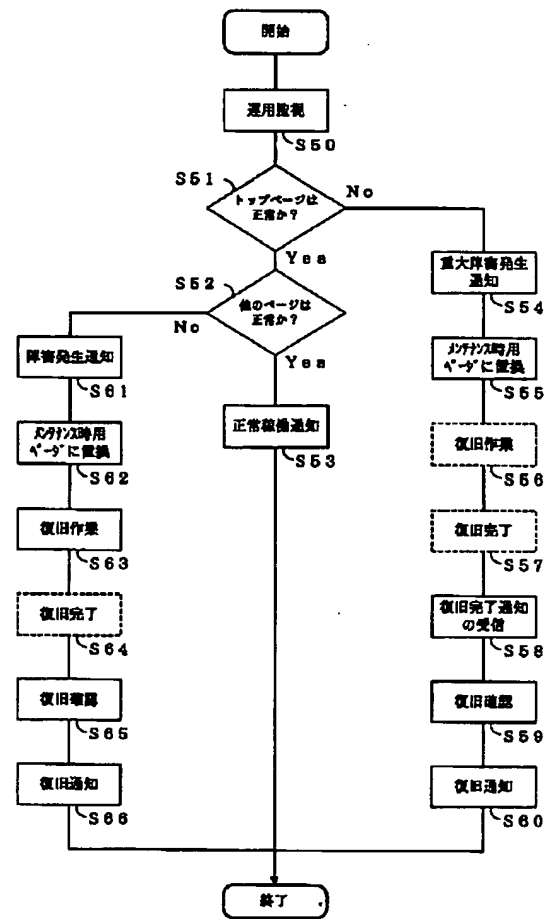 開始
運用監視
S50
S51
トップページは
正常か?
No
Yes
S52
他のページは
正常か?
No
Yes
正常稼働通知
S53
重大障害発生
通知
S54
メンテナンス時用
ページに置換
S55
復旧作業
S56
復旧完了
S57
復旧完了通知
の受信
S58
復旧確認
S59
復旧通知
S60
障害発生通知
S61
メンテナンス時用
ページに置換
S62
復旧作業
S63
復旧完了
S64
復旧確認
S65
復旧通知
S66
終了